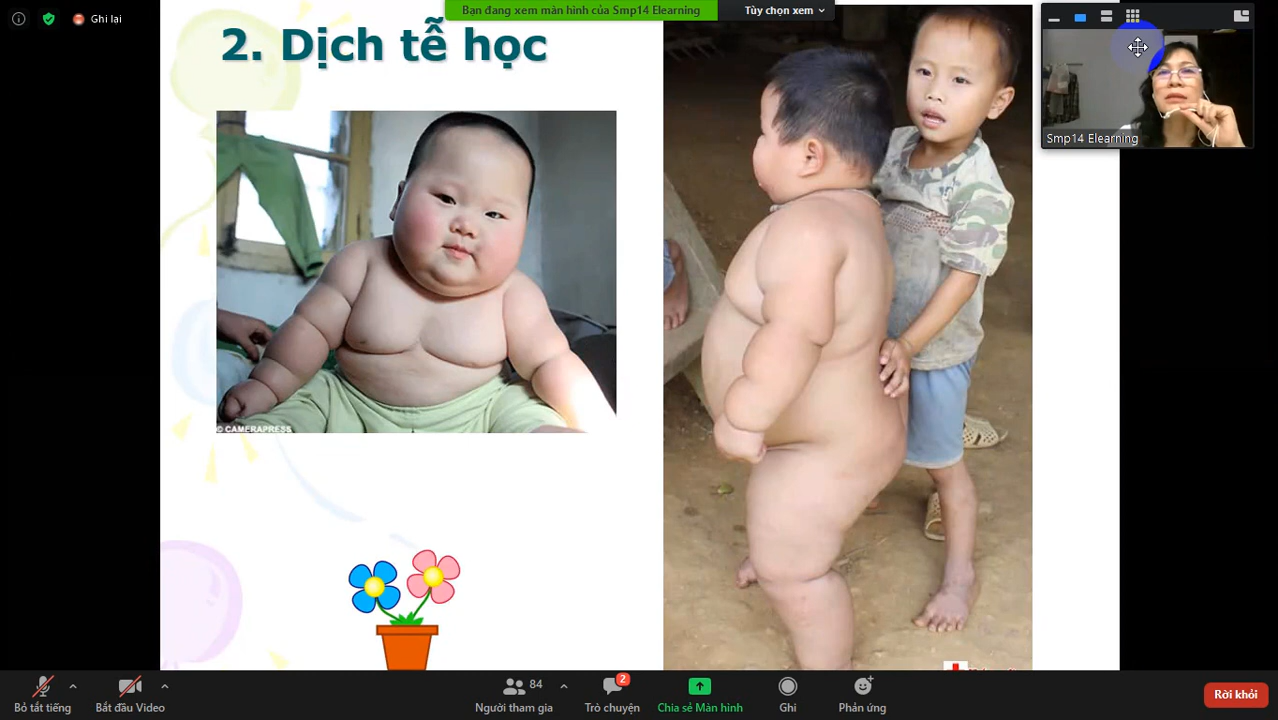 Ghi lại
Bạn đang xem màn hình của Smp14 Elearning
Tùy chọn xem
2. Dịch tễ học
Smp14 Elearning
© CAMERAPRESS
Bỏ tắt tiếng
Bắt đầu Video
84
Người tham gia
2
Trò chuyện
Chia sẻ Màn hình
Ghi
Phản ứng
Rời khỏi